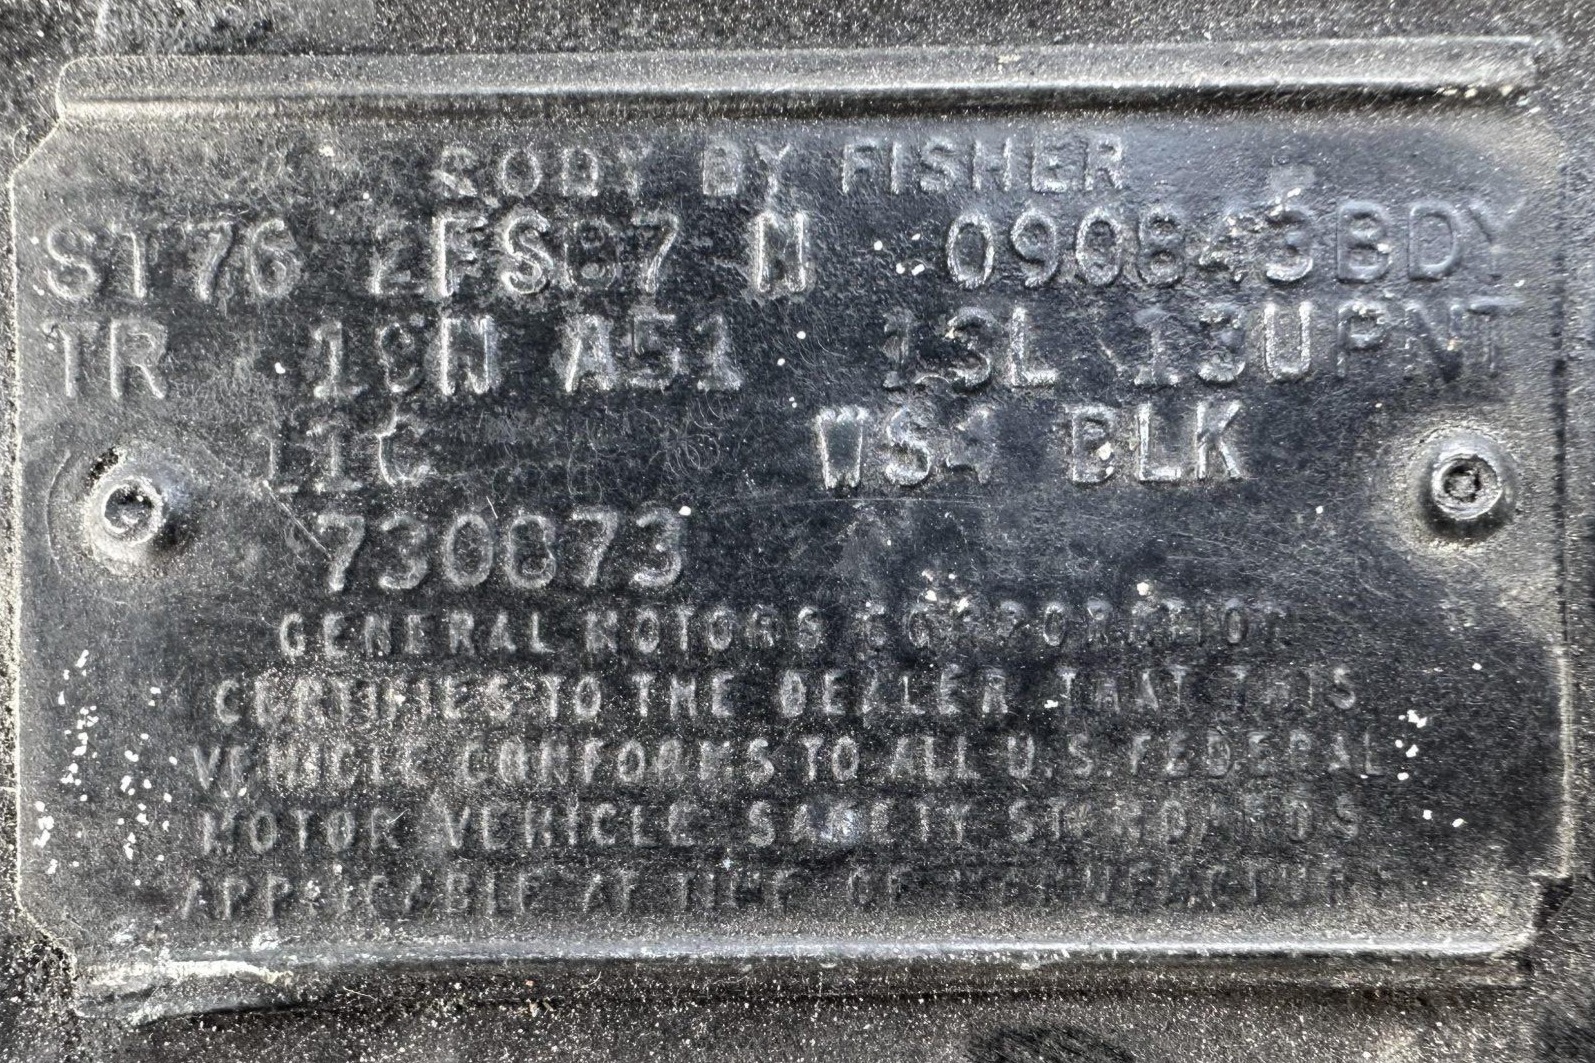 BODY BY FISHER
ST76 2FS87 N 090843BDY
TR 19N A51 13L 13UPNT
11C WS4 BLK
730873
GENERAL MOTORS CORPORATION
CERTIFIES TO THE DEALER THAT THIS
VEHICLE CONFORMS TO ALL U.S. FEDERAL
MOTOR VEHICLE SAFETY STANDARDS
APPLICABLE AT TIME OF MANUFACTURE